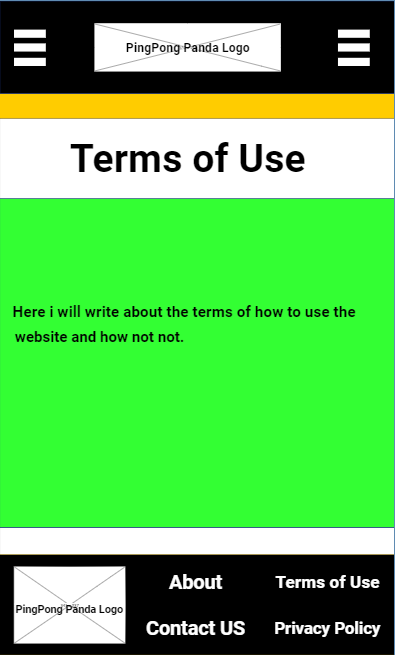 PingPong Panda Logo
Terms of Use
Here i will write about the terms of how to use the
website and how not not.
PingPong Panda Logo
About
Terms of Use
Contact US
Privacy Policy